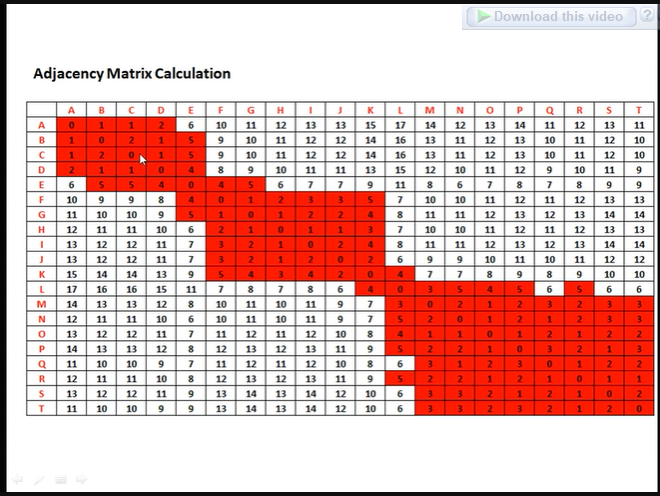 Download this video ?
Adjacency Matrix Calculation
A B C D E F G H I J K L M N O P Q R S T
A 0 1 1 2 6 10 11 12 13 13 15 17 14 12 13 14 11 12 13 11
B 1 0 2 1 5 9 10 11 12 12 14 16 13 11 12 13 10 11 12 10
C 1 2 0 1 5 9 10 11 12 12 14 16 13 11 12 13 10 11 12 10
D 2 1 1 0 4 8 9 10 11 11 13 15 12 10 11 12 9 10 11 9
E 6 5 5 4 0 4 5 6 7 7 9 11 8 6 7 8 7 8 9 9
F 10 9 9 8 4 0 1 2 3 3 5 7 10 10 11 12 11 12 13 13
G 11 10 10 9 5 1 0 1 2 2 4 8 11 11 12 13 12 13 14 14
H 12 11 11 10 6 2 1 0 1 1 3 7 10 10 11 12 11 12 13 13
I 13 12 12 11 7 3 2 1 0 2 4 8 11 11 12 13 12 13 14 14
J 13 12 12 11 7 3 2 1 2 0 2 6 9 9 10 11 10 11 12 12
K 15 14 14 13 9 5 4 3 4 2 0 4 7 7 8 9 8 9 10 10
L 17 16 16 15 11 7 8 7 8 6 4 0 3 5 4 5 6 5 6 6
M 14 13 13 12 8 10 11 10 11 9 7 3 0 2 1 2 3 2 3 3
N 12 11 11 10 6 10 11 10 11 9 7 5 2 0 1 2 1 2 3 3
O 13 12 12 11 7 11 12 11 12 10 8 4 1 1 0 1 2 1 2 2
P 14 13 13 12 8 12 13 12 13 11 9 5 2 2 1 0 3 2 1 3
Q 11 10 10 9 7 11 12 11 12 10 8 6 3 1 2 3 0 1 2 2
R 12 11 11 10 8 12 13 12 13 11 9 5 2 2 1 2 1 0 1 1
S 13 12 12 11 9 13 14 13 14 12 10 6 3 3 2 1 2 1 0 2
T 11 10 10 9 9 13 14 13 14 12 10 6 3 3 2 3 2 1 2 0